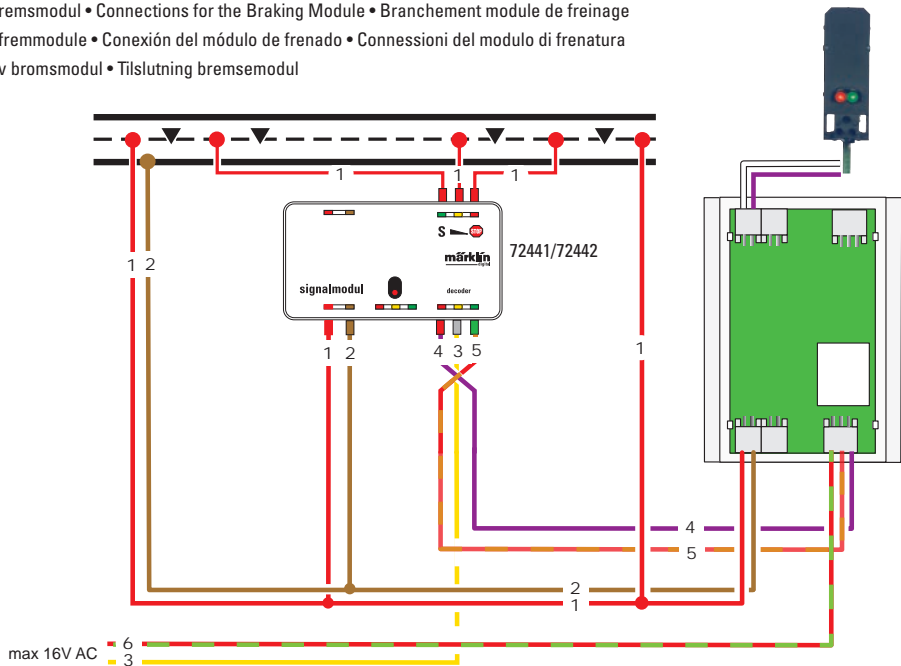 remsmodul • Connections for the Braking Module • Branchement module de freinage
fremmodule • Conexión del módulo de frenado • Connessioni del modulo di frenatura
v bromsmodul • Tilslutning bremsemodul
1 1 1
S STOP
märklin
digital
72441/72442
1 2
signalmodul
decoder
1 2 4 3 5 1
4
5
2
1
6
max 16V AC
3